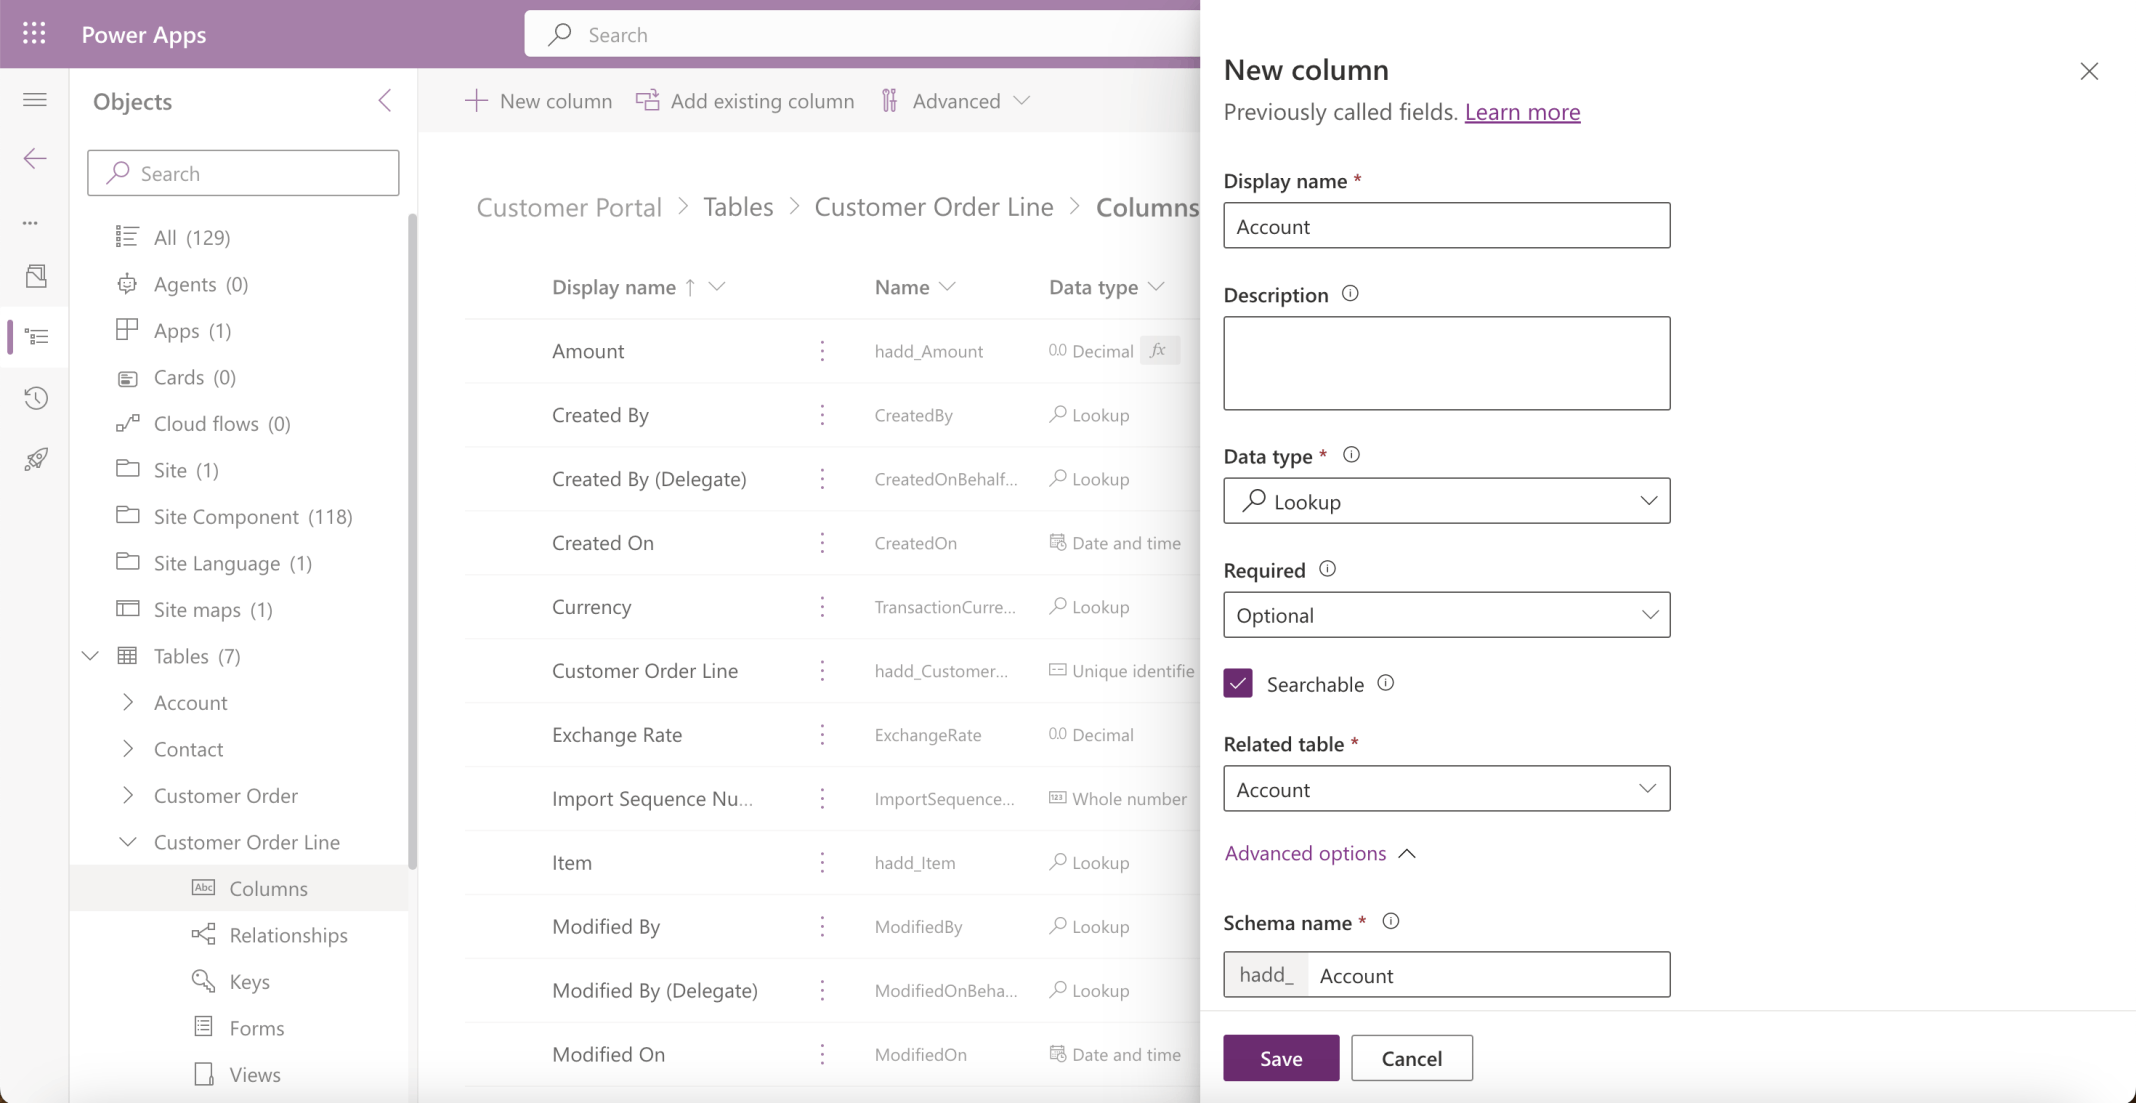 Power Apps
Search
Objects
Search
All (129)
Agents (0)
Apps (1)
Cards (0)
Cloud flows (0)
Site (1)
Site Component (118)
Site Language (1)
Site maps (1)
Tables (7)
Account
Contact
Customer Order
Customer Order Line
Abc Columns
Relationships
Keys
Forms
Views
New column Add existing column Advanced
Customer Portal > Tables > Customer Order Line > Columns
Display name ↑ Name Data type
Amount hadd_Amount 0.0 Decimal fx
Created By CreatedBy Lookup
Created By (Delegate) CreatedOnBehalf... Lookup
Created On CreatedOn Date and time
Currency TransactionCurre... Lookup
Customer Order Line hadd_Customer... Unique identifie
Exchange Rate ExchangeRate 0.0 Decimal
Import Sequence Nu... ImportSequence... 123 Whole number
Item hadd_Item Lookup
Modified By ModifiedBy Lookup
Modified By (Delegate) ModifiedOnBeha... Lookup
Modified On ModifiedOn Date and time
New column
Previously called fields. Learn more
Display name *
Account
Description
Data type *
Lookup
Required
Optional
Searchable
Related table *
Account
Advanced options
Schema name *
hadd_ Account
Save Cancel